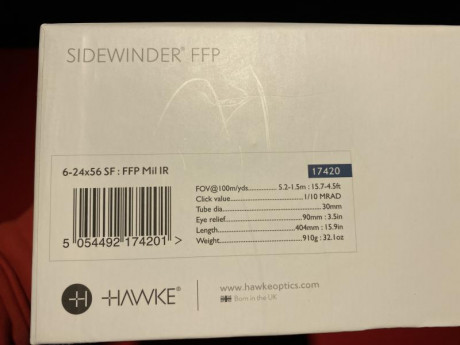 SIDEWINDER® FFP
6-24x56 SF : FFP Mil IR
17420
FOV@100m/yds.............. 5.2-1.5m : 15.7-4.5ft
Click value.............. 1/10 MRAD
Tube dia.............. 30mm
Eye relief.............. 90mm : 3.5in
Length.............. 404mm : 15.9in
Weight.............. 910g : 32.1oz
5 054492 174201 >
HAWKE®
www.hawkeoptics.com
Born in the UK